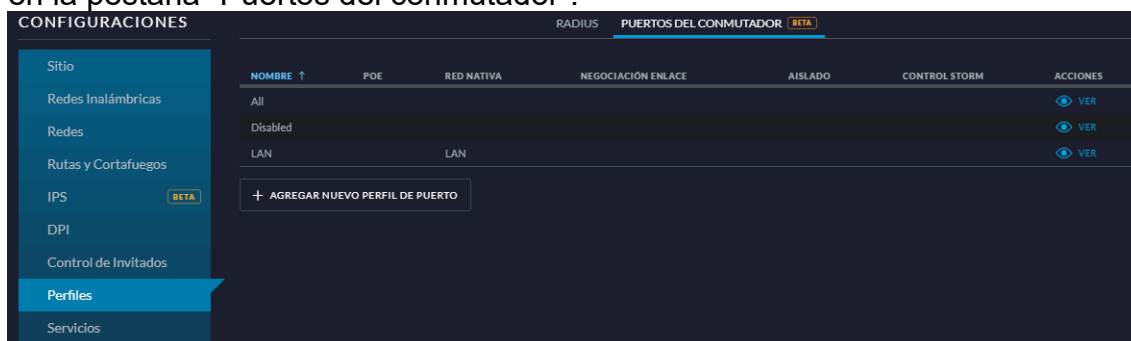 en la pestaña "Puertos del conmutador".
CONFIGURACIONES
RADIUS PUERTOS DEL CONMUTADOR BETA
Sitio
Redes Inalámbricas
Redes
Rutas y Cortafuegos
IPS BETA
DPI
Control de Invitados
Perfiles
Servicios
NOMBRE ↑ POE RED NATIVA NEGOCIACIÓN ENLACE AISLADO CONTROL STORM ACCIONES
All VER
Disabled VER
LAN LAN VER
+ AGREGAR NUEVO PERFIL DE PUERTO